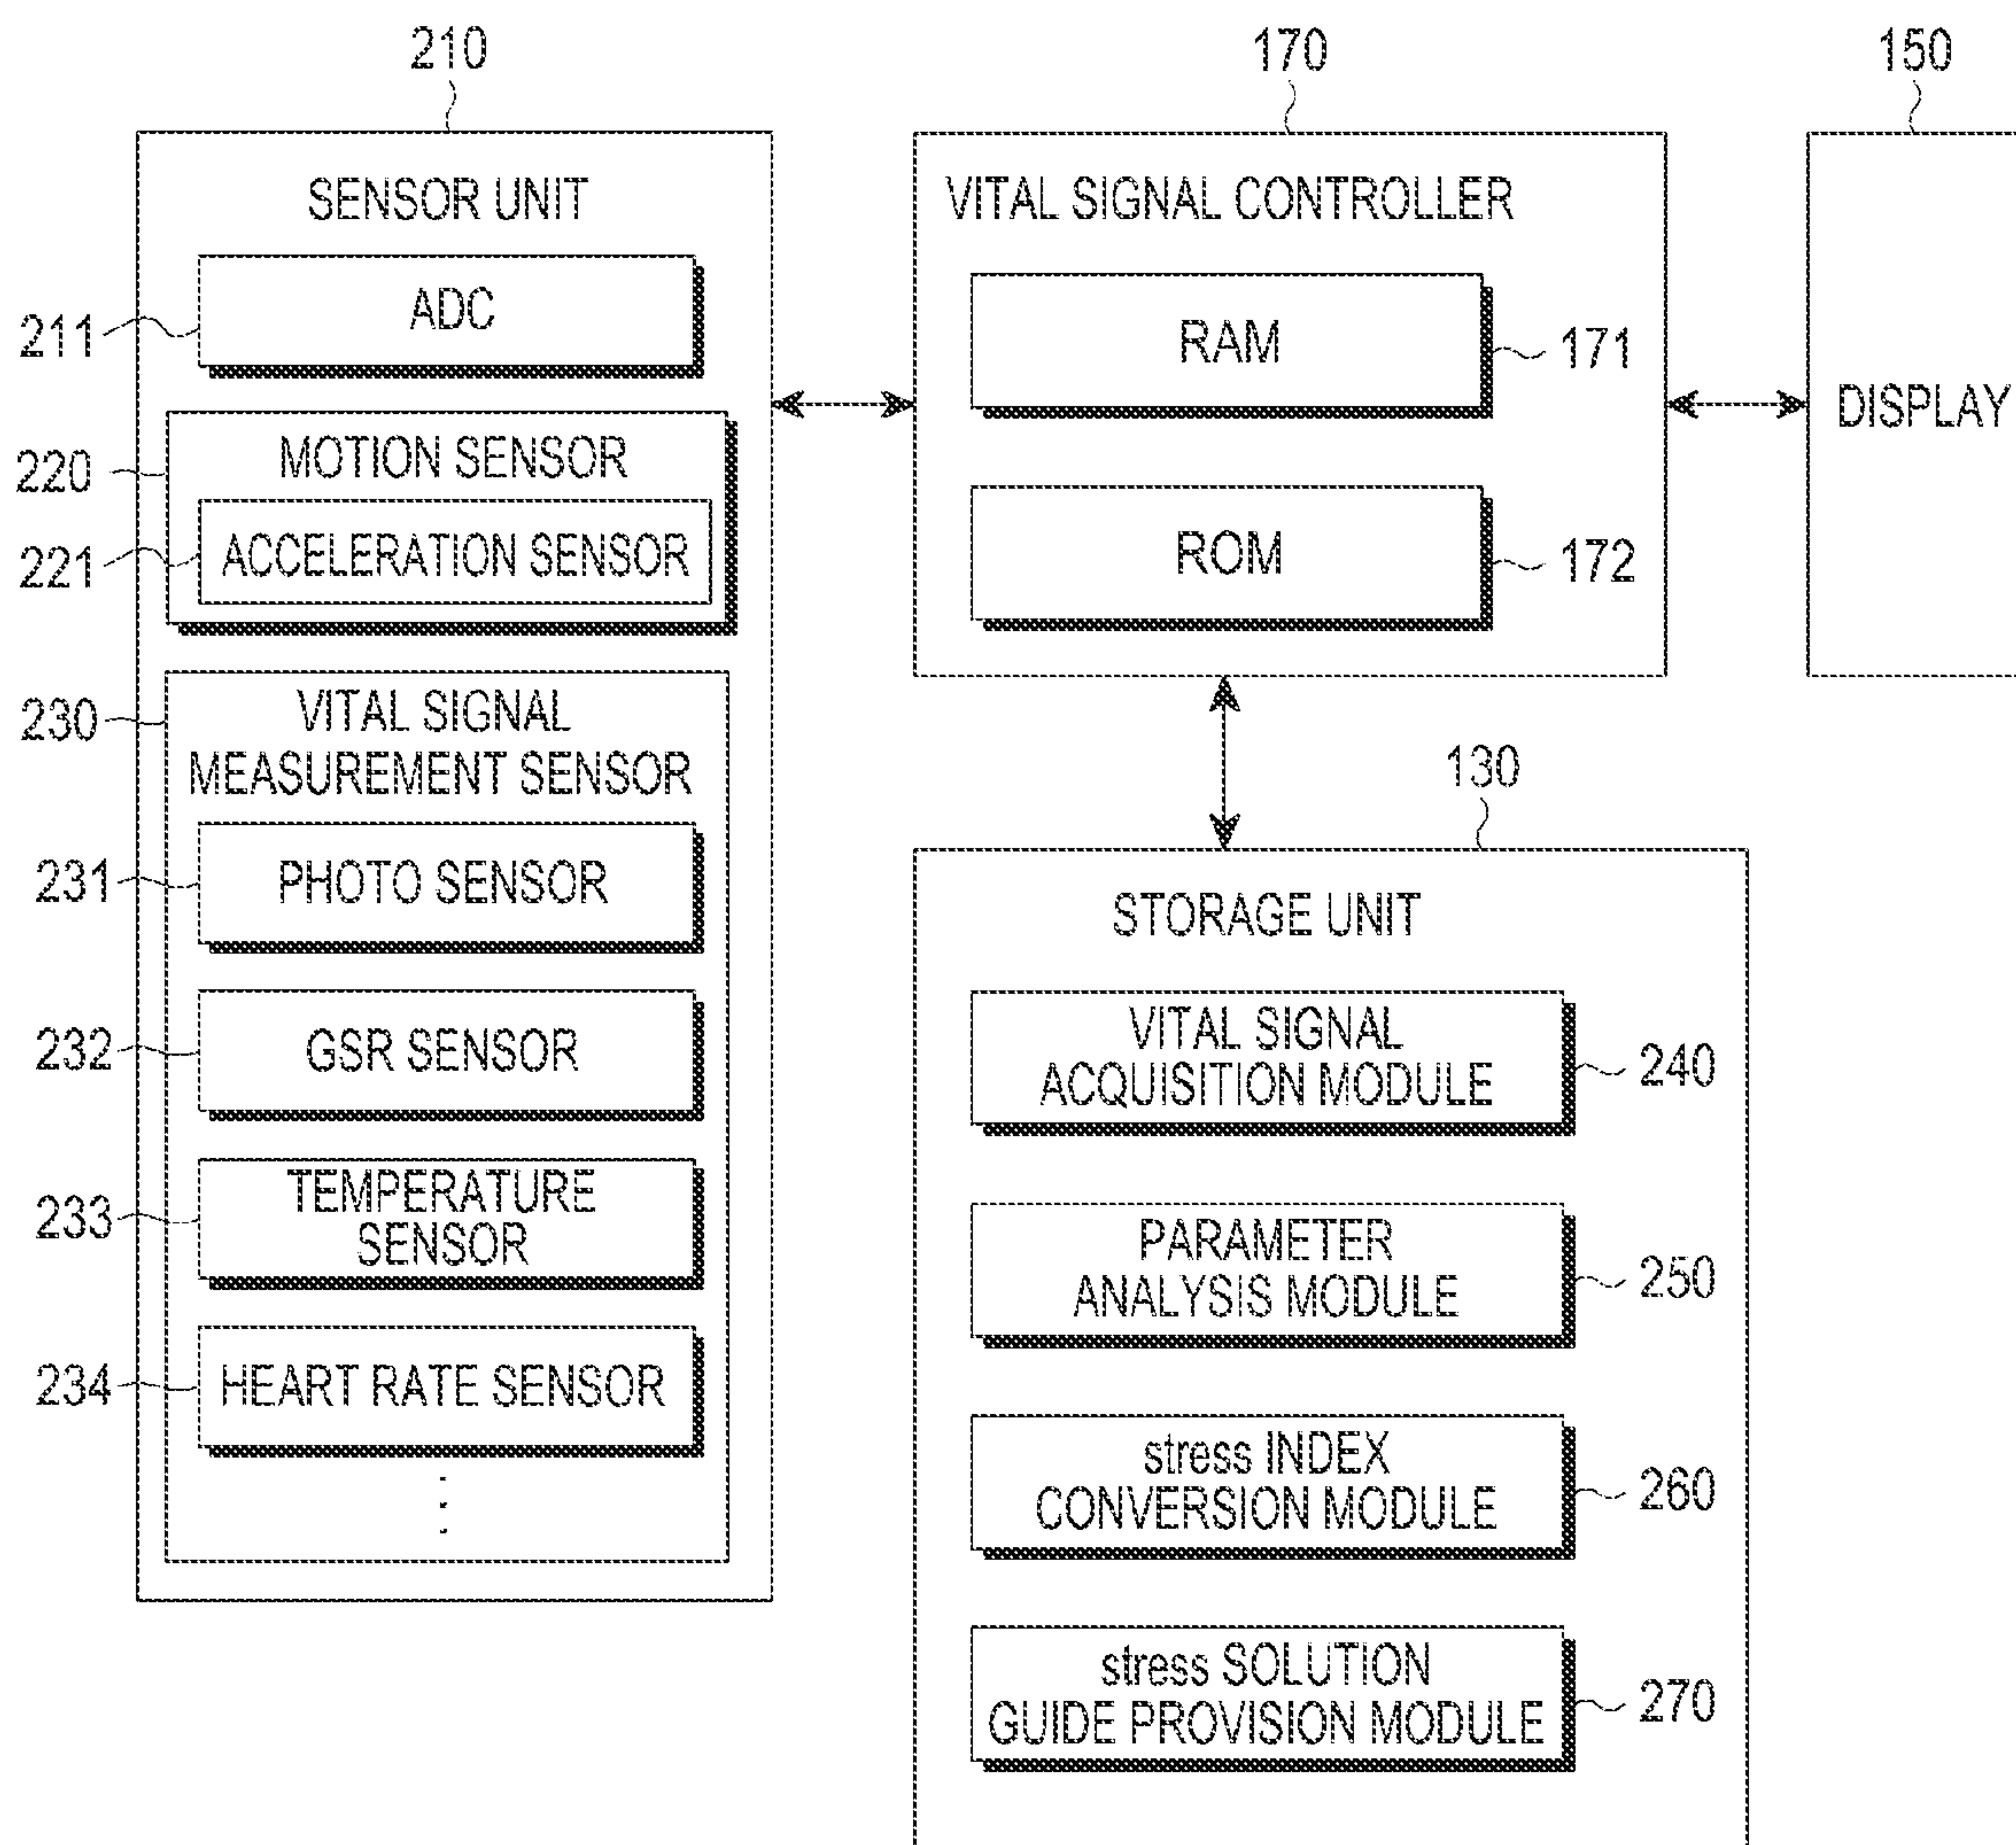 210
170
150
SENSOR UNIT
ADC
211
MOTION SENSOR
220
ACCELERATION SENSOR
221
VITAL SIGNAL
MEASUREMENT SENSOR
230
PHOTO SENSOR
231
GSR SENSOR
232
TEMPERATURE
SENSOR
233
HEART RATE SENSOR
234
VITAL SIGNAL CONTROLLER
RAM
171
ROM
172
DISPLAY
130
STORAGE UNIT
VITAL SIGNAL
ACQUISITION MODULE
240
PARAMETER
ANALYSIS MODULE
250
stress INDEX
CONVERSION MODULE
260
stress SOLUTION
GUIDE PROVISION MODULE
270